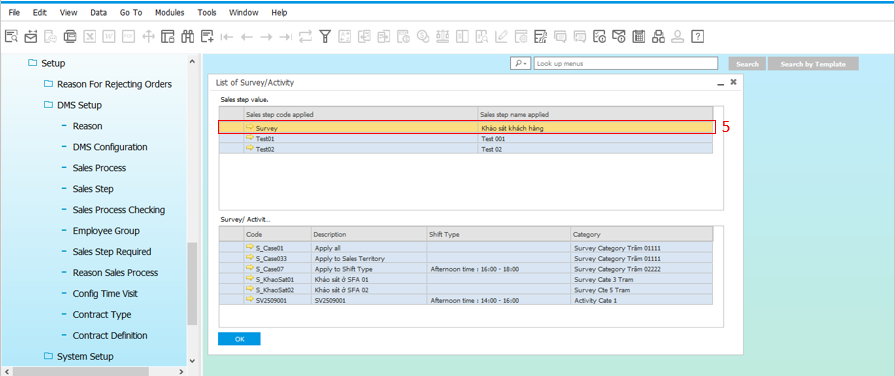 File Edit View Data Go To Modules Tools Window Help
Look up menus Search Search by Template
Setup
Reason For Rejecting Orders
DMS Setup
Reason
DMS Configuration
Sales Process
Sales Step
Sales Process Checking
Employee Group
Sales Step Required
Reason Sales Process
Config Time Visit
Contract Type
Contract Definition
System Setup
List of Survey/Activity
Sales step value.
Sales step code applied Sales step name applied
Survey Khảo sát khách hàng 5
Test01 Test 001
Test02 Test 02
Survey/ Activit...
Code Description Shift Type Category
S_Case01 Apply all Survey Category Trâm 01111
S_Case033 Apply to Sales Territory Survey Category Trâm 01111
S_Case07 Apply to Shift Type Afternoon time : 16:00 - 18:00 Survey Category Trâm 02222
S_KhaoSat01 Khảo sát ở SFA 01 Survey Cate 3 Tram
S_KhaoSat02 Khảo sát ở SFA 02 Survey Cte 5 Tram
SV2509001 SV2509001 Afternoon time : 14:00 - 16:00 Activity Cate 1
OK